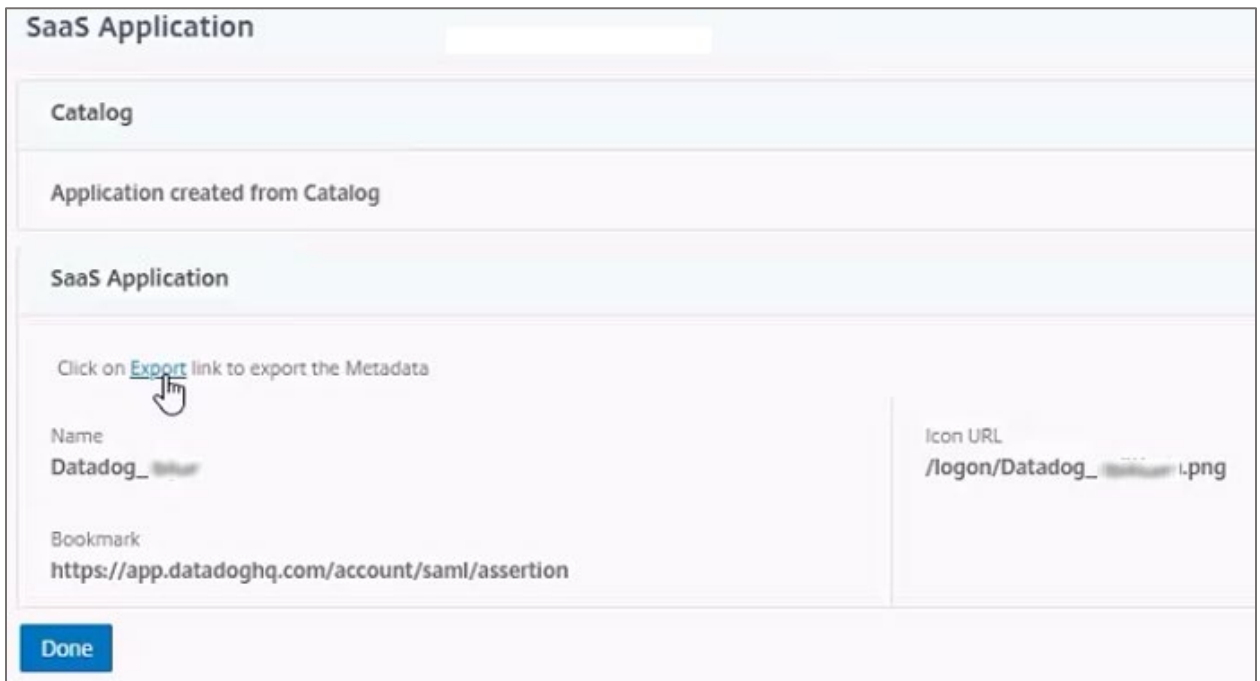 SaaS Application
Catalog
Application created from Catalog
SaaS Application
Click on Export link to export the Metadata
Name
Datadog_
Icon URL
/logon/Datadog_ .png
Bookmark
https://app.datadoghq.com/account/saml/assertion
Done